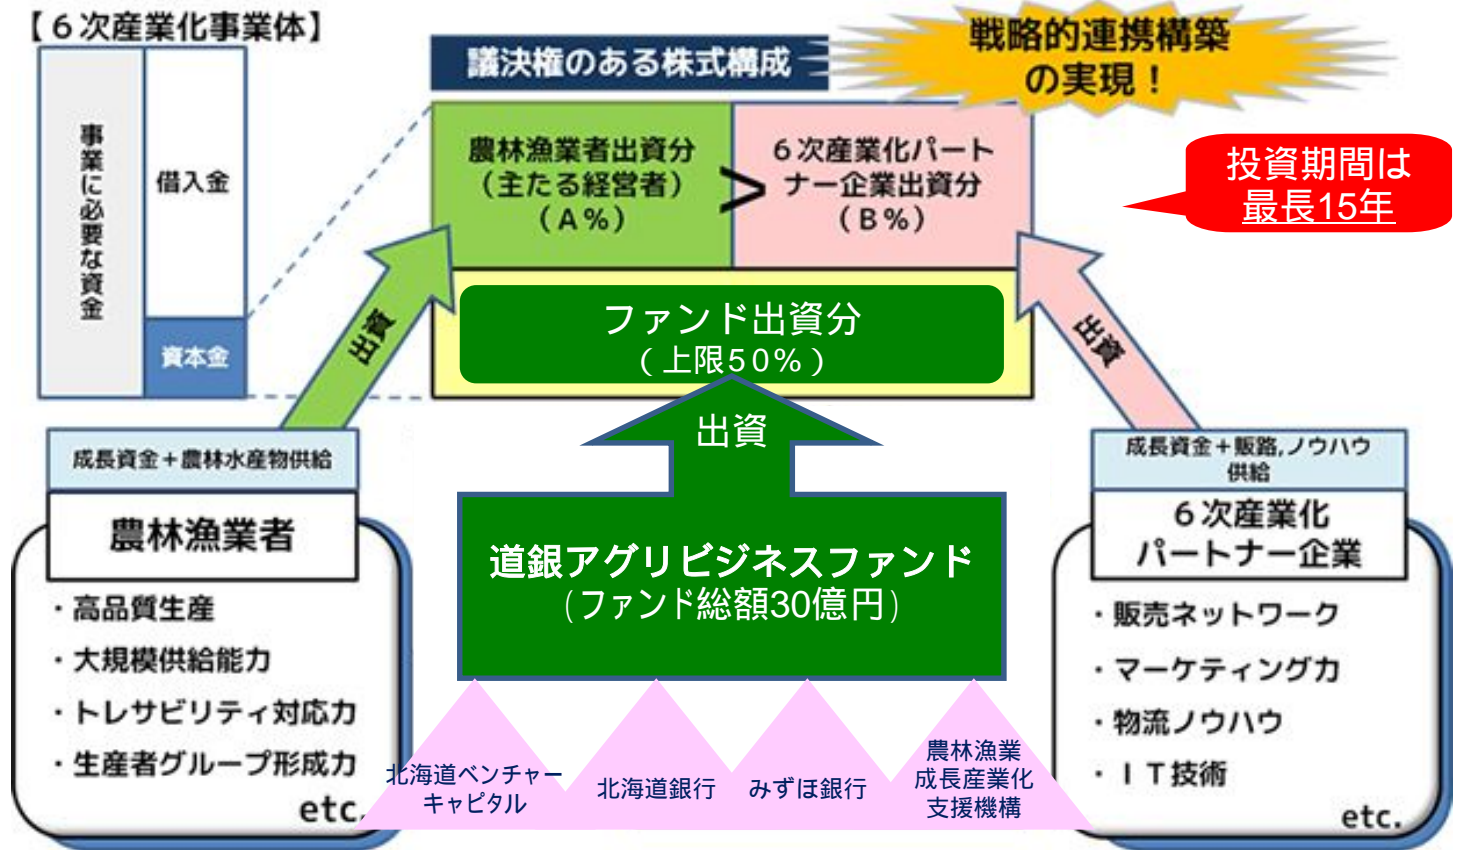 【６次産業化事業体】
事業に必要な資金
借入金
資本金
議決権のある株式構成
戦略的連携構築
の実現！
農林漁業者出資分
（主たる経営者）
（Ａ％）
>
６次産業化パート
ナー企業出資分
（Ｂ％）
投資期間は
最長15年
ファンド出資分
（上限50％）
出資
出資
出資
成長資金＋農林水産物供給
農林漁業者
・高品質生産
・大規模供給能力
・トレサビリティ対応力
・生産者グループ形成力
etc.
道銀アグリビジネスファンド
（ファンド総額30億円）
北海道ベンチャー
キャピタル
北海道銀行
みずほ銀行
農林漁業
成長産業化
支援機構
成長資金＋販路,ノウハウ
供給
６次産業化
パートナー企業
・販売ネットワーク
・マーケティング力
・物流ノウハウ
・ＩＴ技術
etc.